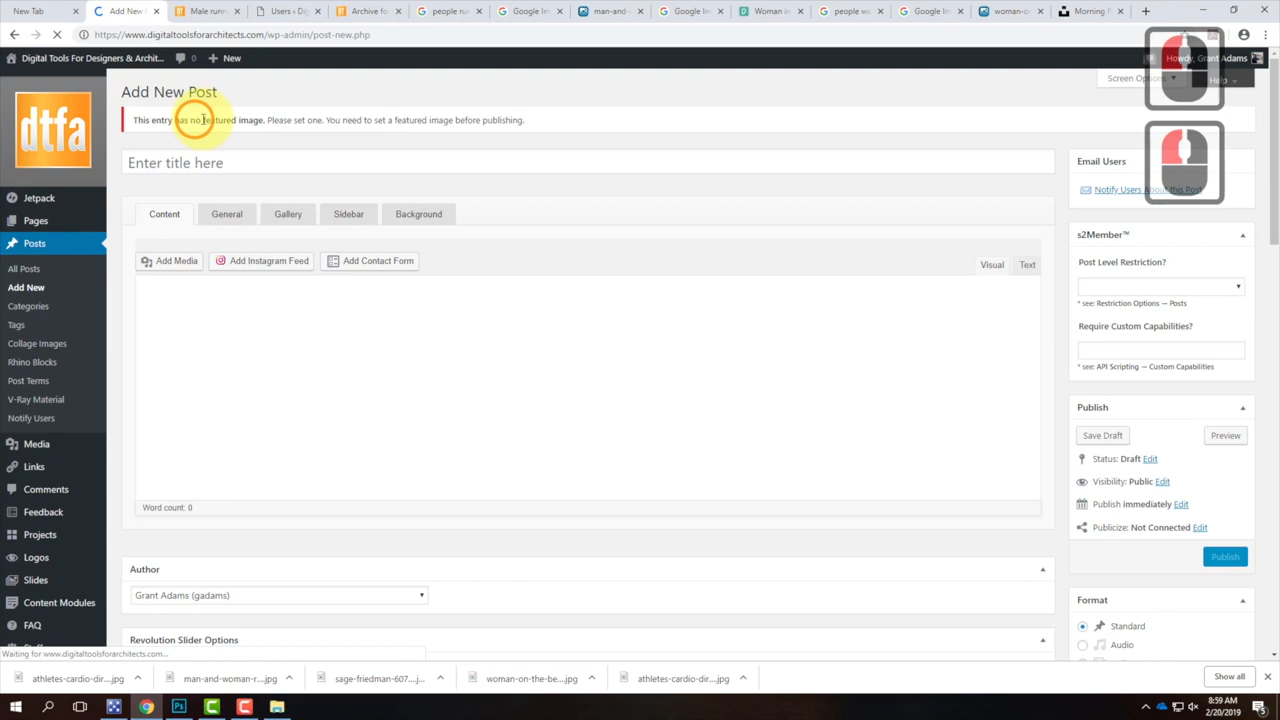 New Tab
Add New P
Male runn
Users ‹ Dig
Archive for
people run
Google Im
man-and-
Google Im
Woman in
people wa
Google Im
woman-on
Morning R
https://www.digitaltoolsforarchitects.com/wp-admin/post-new.php
Digital Tools For Designers & Archit...
0
New
Howdy, Grant Adams
Add New Post
Screen Options
Help
This entry has no featured image. Please set one. You need to set a featured image before publishing.
Enter title here
dtfa
Content
General
Gallery
Sidebar
Background
Add Media
Add Instagram Feed
Add Contact Form
Visual
Text
Word count: 0
Author
Grant Adams (gadams)
Revolution Slider Options
Jetpack
Pages
Posts
All Posts
Add New
Categories
Tags
Collage Images
Rhino Blocks
Post Terms
V-Ray Material
Notify Users
Media
Links
Comments
Feedback
Projects
Logos
Slides
Content Modules
FAQ
Email Users
Notify Users About this Post
s2Member™
Post Level Restriction?
* see: Restriction Options → Posts
Require Custom Capabilities?
* see: API Scripting → Custom Capabilities
Publish
Save Draft
Preview
Status: Draft Edit
Visibility: Public Edit
Publish immediately Edit
Publicize: Not Connected Edit
Publish
Format
Standard
Audio
Waiting for www.digitaltoolsforarchitects.com...
athletes-cardio-dir....jpg
man-and-woman-r....jpg
sage-friedman-607....jpg
woman-on-the-be....jpg
athletes-cardio-dir....jpg
Show all
8:59 AM
2/20/2019
5